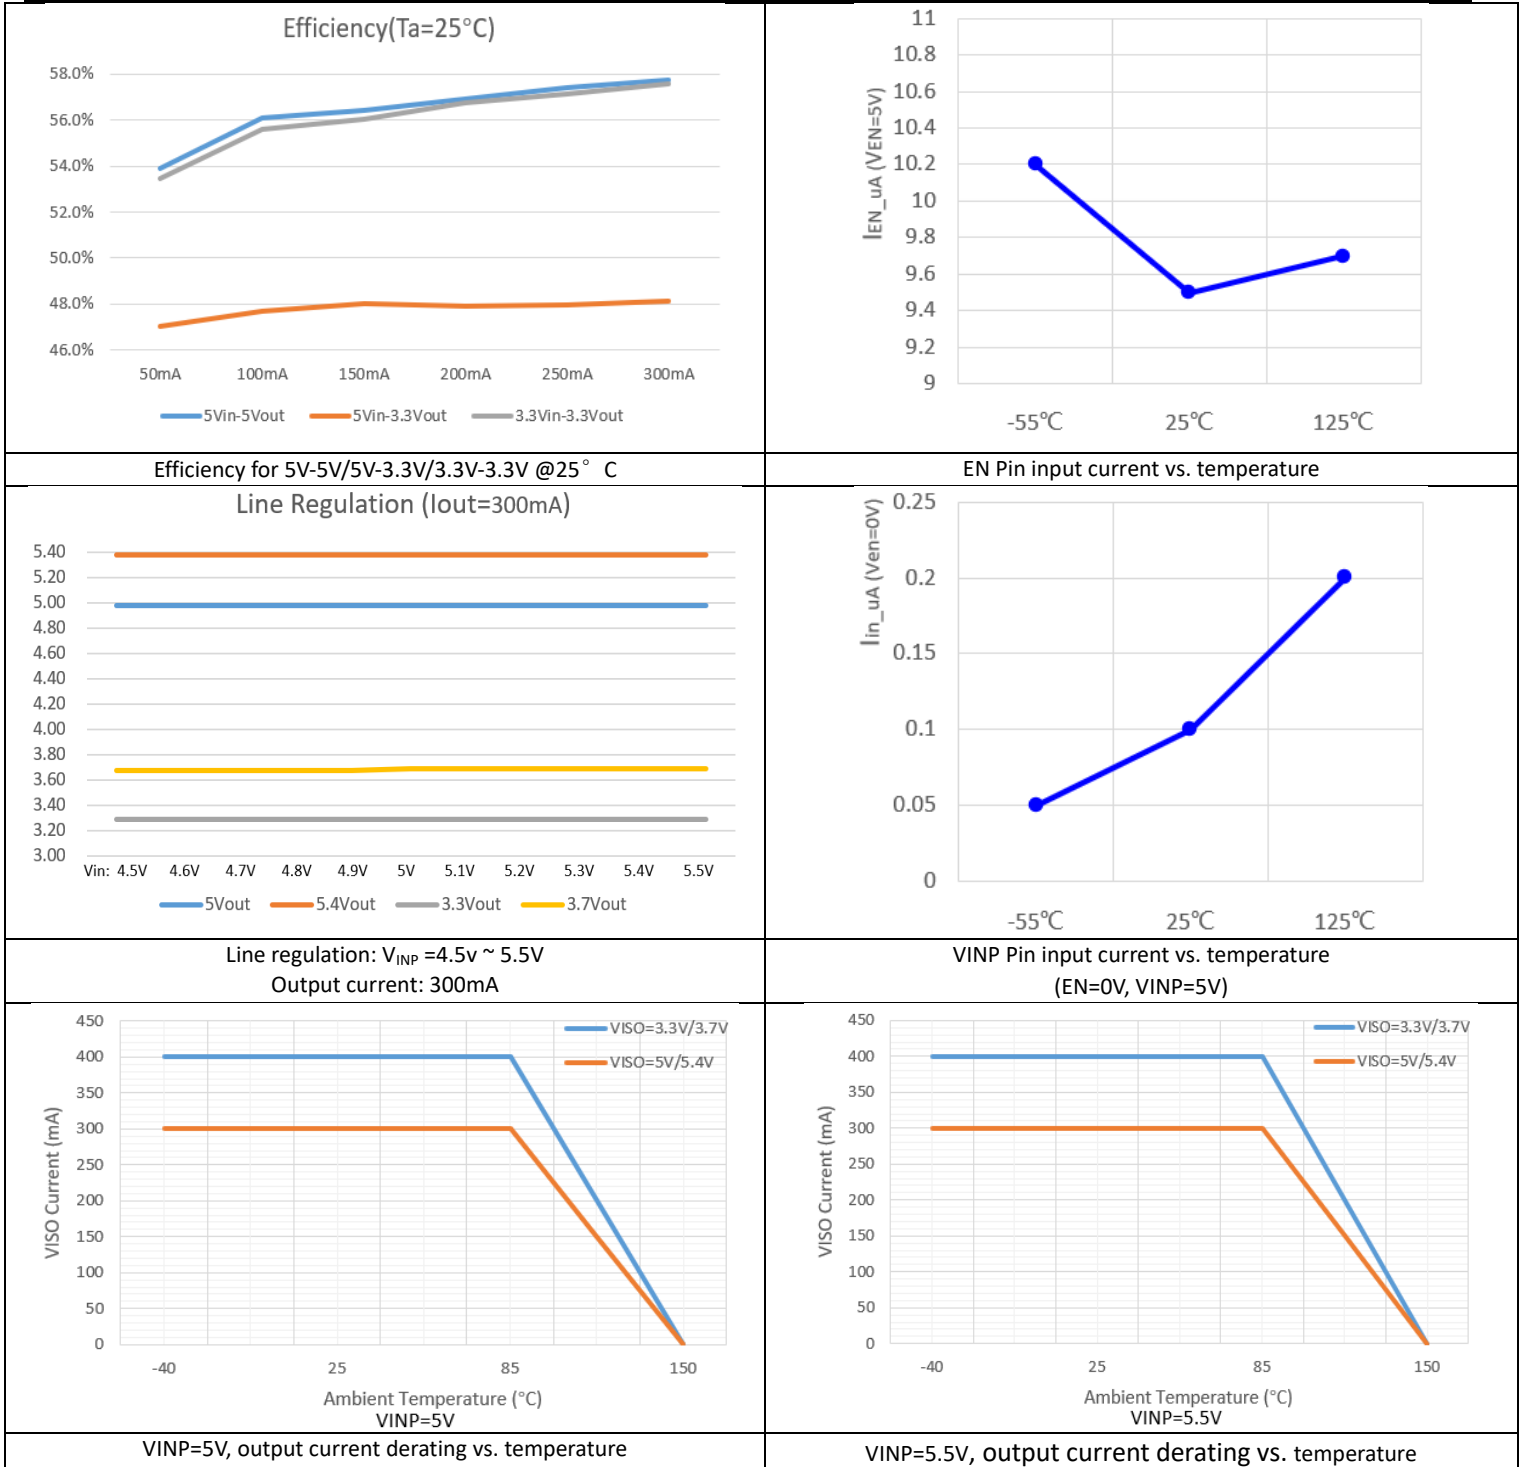 Efficiency(Ta=25°C)
58.0%
56.0%
54.0%
52.0%
50.0%
48.0%
46.0%
50mA 100mA 150mA 200mA 250mA 300mA
5Vin-5Vout 5Vin-3.3Vout 3.3Vin-3.3Vout
Efficiency for 5V-5V/5V-3.3V/3.3V-3.3V @25° C
IEN_uA (VEN=5V)
11
10.8
10.6
10.4
10.2
10
9.8
9.6
9.4
9.2
9
-55℃ 25℃ 125℃
EN Pin input current vs. temperature
Line Regulation (Iout=300mA)
5.40
5.20
5.00
4.80
4.60
4.40
4.20
4.00
3.80
3.60
3.40
3.20
3.00
Vin: 4.5V 4.6V 4.7V 4.8V 4.9V 5V 5.1V 5.2V 5.3V 5.4V 5.5V
5Vout 5.4Vout 3.3Vout 3.7Vout
Line regulation: VINP =4.5v ~ 5.5V
Output current: 300mA
Iin_uA (Ven=0V)
0.25
0.2
0.15
0.1
0.05
0
-55℃ 25℃ 125℃
VINP Pin input current vs. temperature
(EN=0V, VINP=5V)
VISO Current (mA)
450
400
350
300
250
200
150
100
50
0
VISO=3.3V/3.7V
VISO=5V/5.4V
-40 25 85 150
Ambient Temperature (°C)
VINP=5V
VINP=5V, output current derating vs. temperature
VISO Current (mA)
450
400
350
300
250
200
150
100
50
0
VISO=3.3V/3.7V
VISO=5V/5.4V
-40 25 85 150
Ambient Temperature (°C)
VINP=5.5V
VINP=5.5V, output current derating vs. temperature